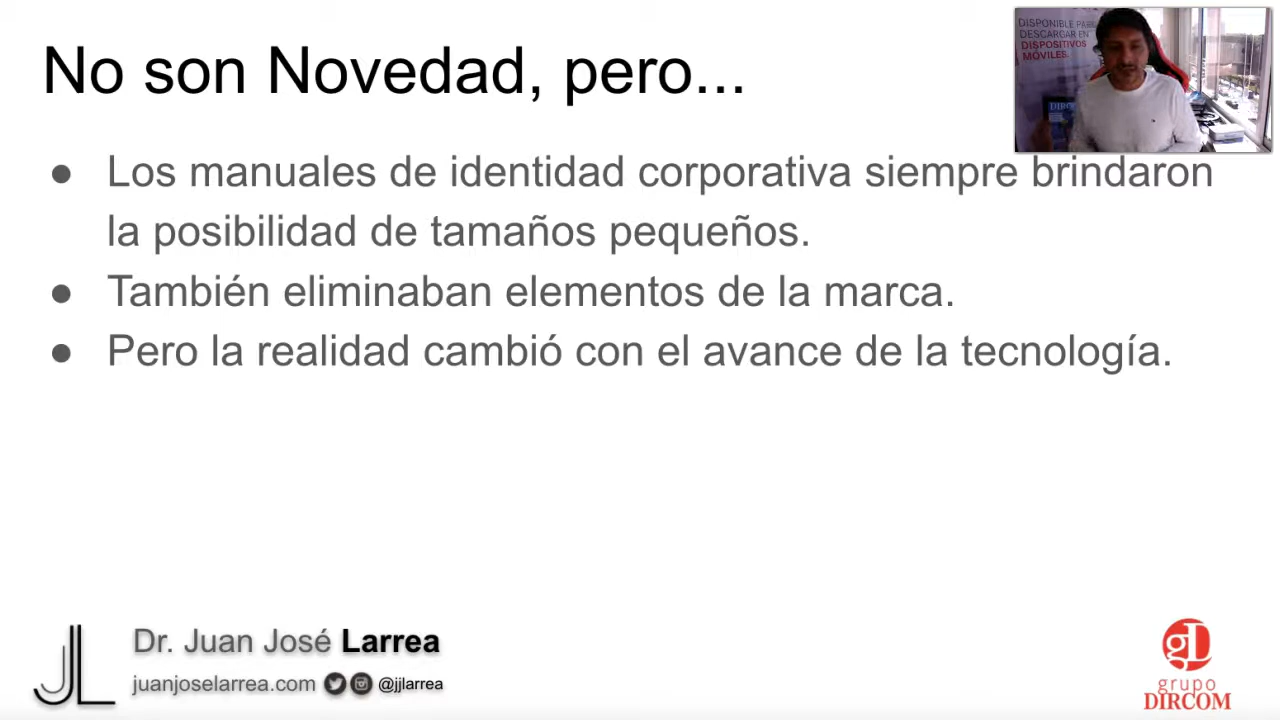 No son Novedad, pero...
DISPONIBLE PARA
DESCARGAR EN
DISPOSITIVOS
MÓVILES
● Los manuales de identidad corporativa siempre brindaron
la posibilidad de tamaños pequeños.
● También eliminaban elementos de la marca.
● Pero la realidad cambió con el avance de la tecnología.
JL
Dr. Juan José Larrea
juanjoselarrea.com @jjlarrea
gL
grupo
DIRCOM